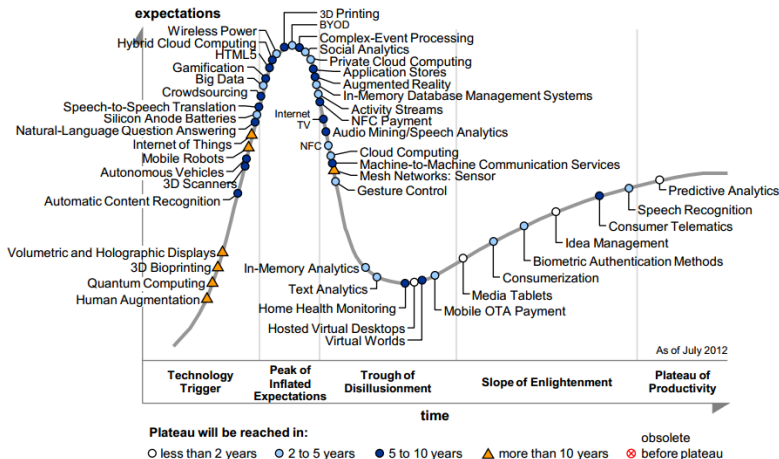 expectations
3D Printing
BYOD
Wireless Power
Complex-Event Processing
Hybrid Cloud Computing
Social Analytics
HTML5
Private Cloud Computing
Gamification
Application Stores
Big Data
Augmented Reality
Crowdsourcing
In-Memory Database Management Systems
Speech-to-Speech Translation
Activity Streams
Silicon Anode Batteries
NFC Payment
Internet
TV
Natural-Language Question Answering
Audio Mining/Speech Analytics
Internet of Things
NFC
Cloud Computing
Mobile Robots
Machine-to-Machine Communication Services
Autonomous Vehicles
Mesh Networks: Sensor
3D Scanners
Gesture Control
Automatic Content Recognition
Predictive Analytics
Speech Recognition
Consumer Telematics
Idea Management
Volumetric and Holographic Displays
Biometric Authentication Methods
3D Bioprinting
In-Memory Analytics
Consumerization
Quantum Computing
Text Analytics
Media Tablets
Human Augmentation
Home Health Monitoring
Mobile OTA Payment
Hosted Virtual Desktops
Virtual Worlds
As of July 2012
Technology
Trigger
Peak of
Inflated
Expectations
Trough of
Disillusionment
Slope of Enlightenment
Plateau of
Productivity
time
Plateau will be reached in:
less than 2 years
2 to 5 years
5 to 10 years
more than 10 years
obsolete
before plateau